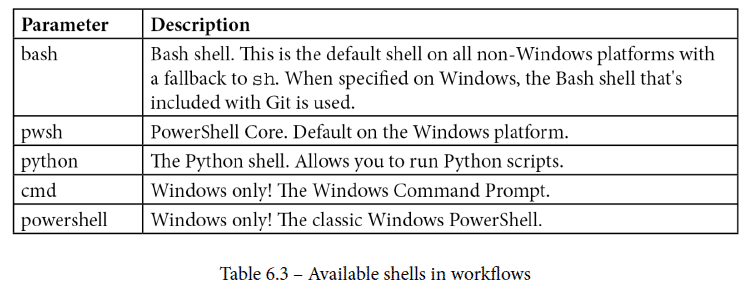 Parameter Description
bash Bash shell. This is the default shell on all non-Windows platforms with
a fallback to sh. When specified on Windows, the Bash shell that's
included with Git is used.
pwsh PowerShell Core. Default on the Windows platform.
python The Python shell. Allows you to run Python scripts.
cmd Windows only! The Windows Command Prompt.
powershell Windows only! The classic Windows PowerShell.
Table 6.3 – Available shells in workflows